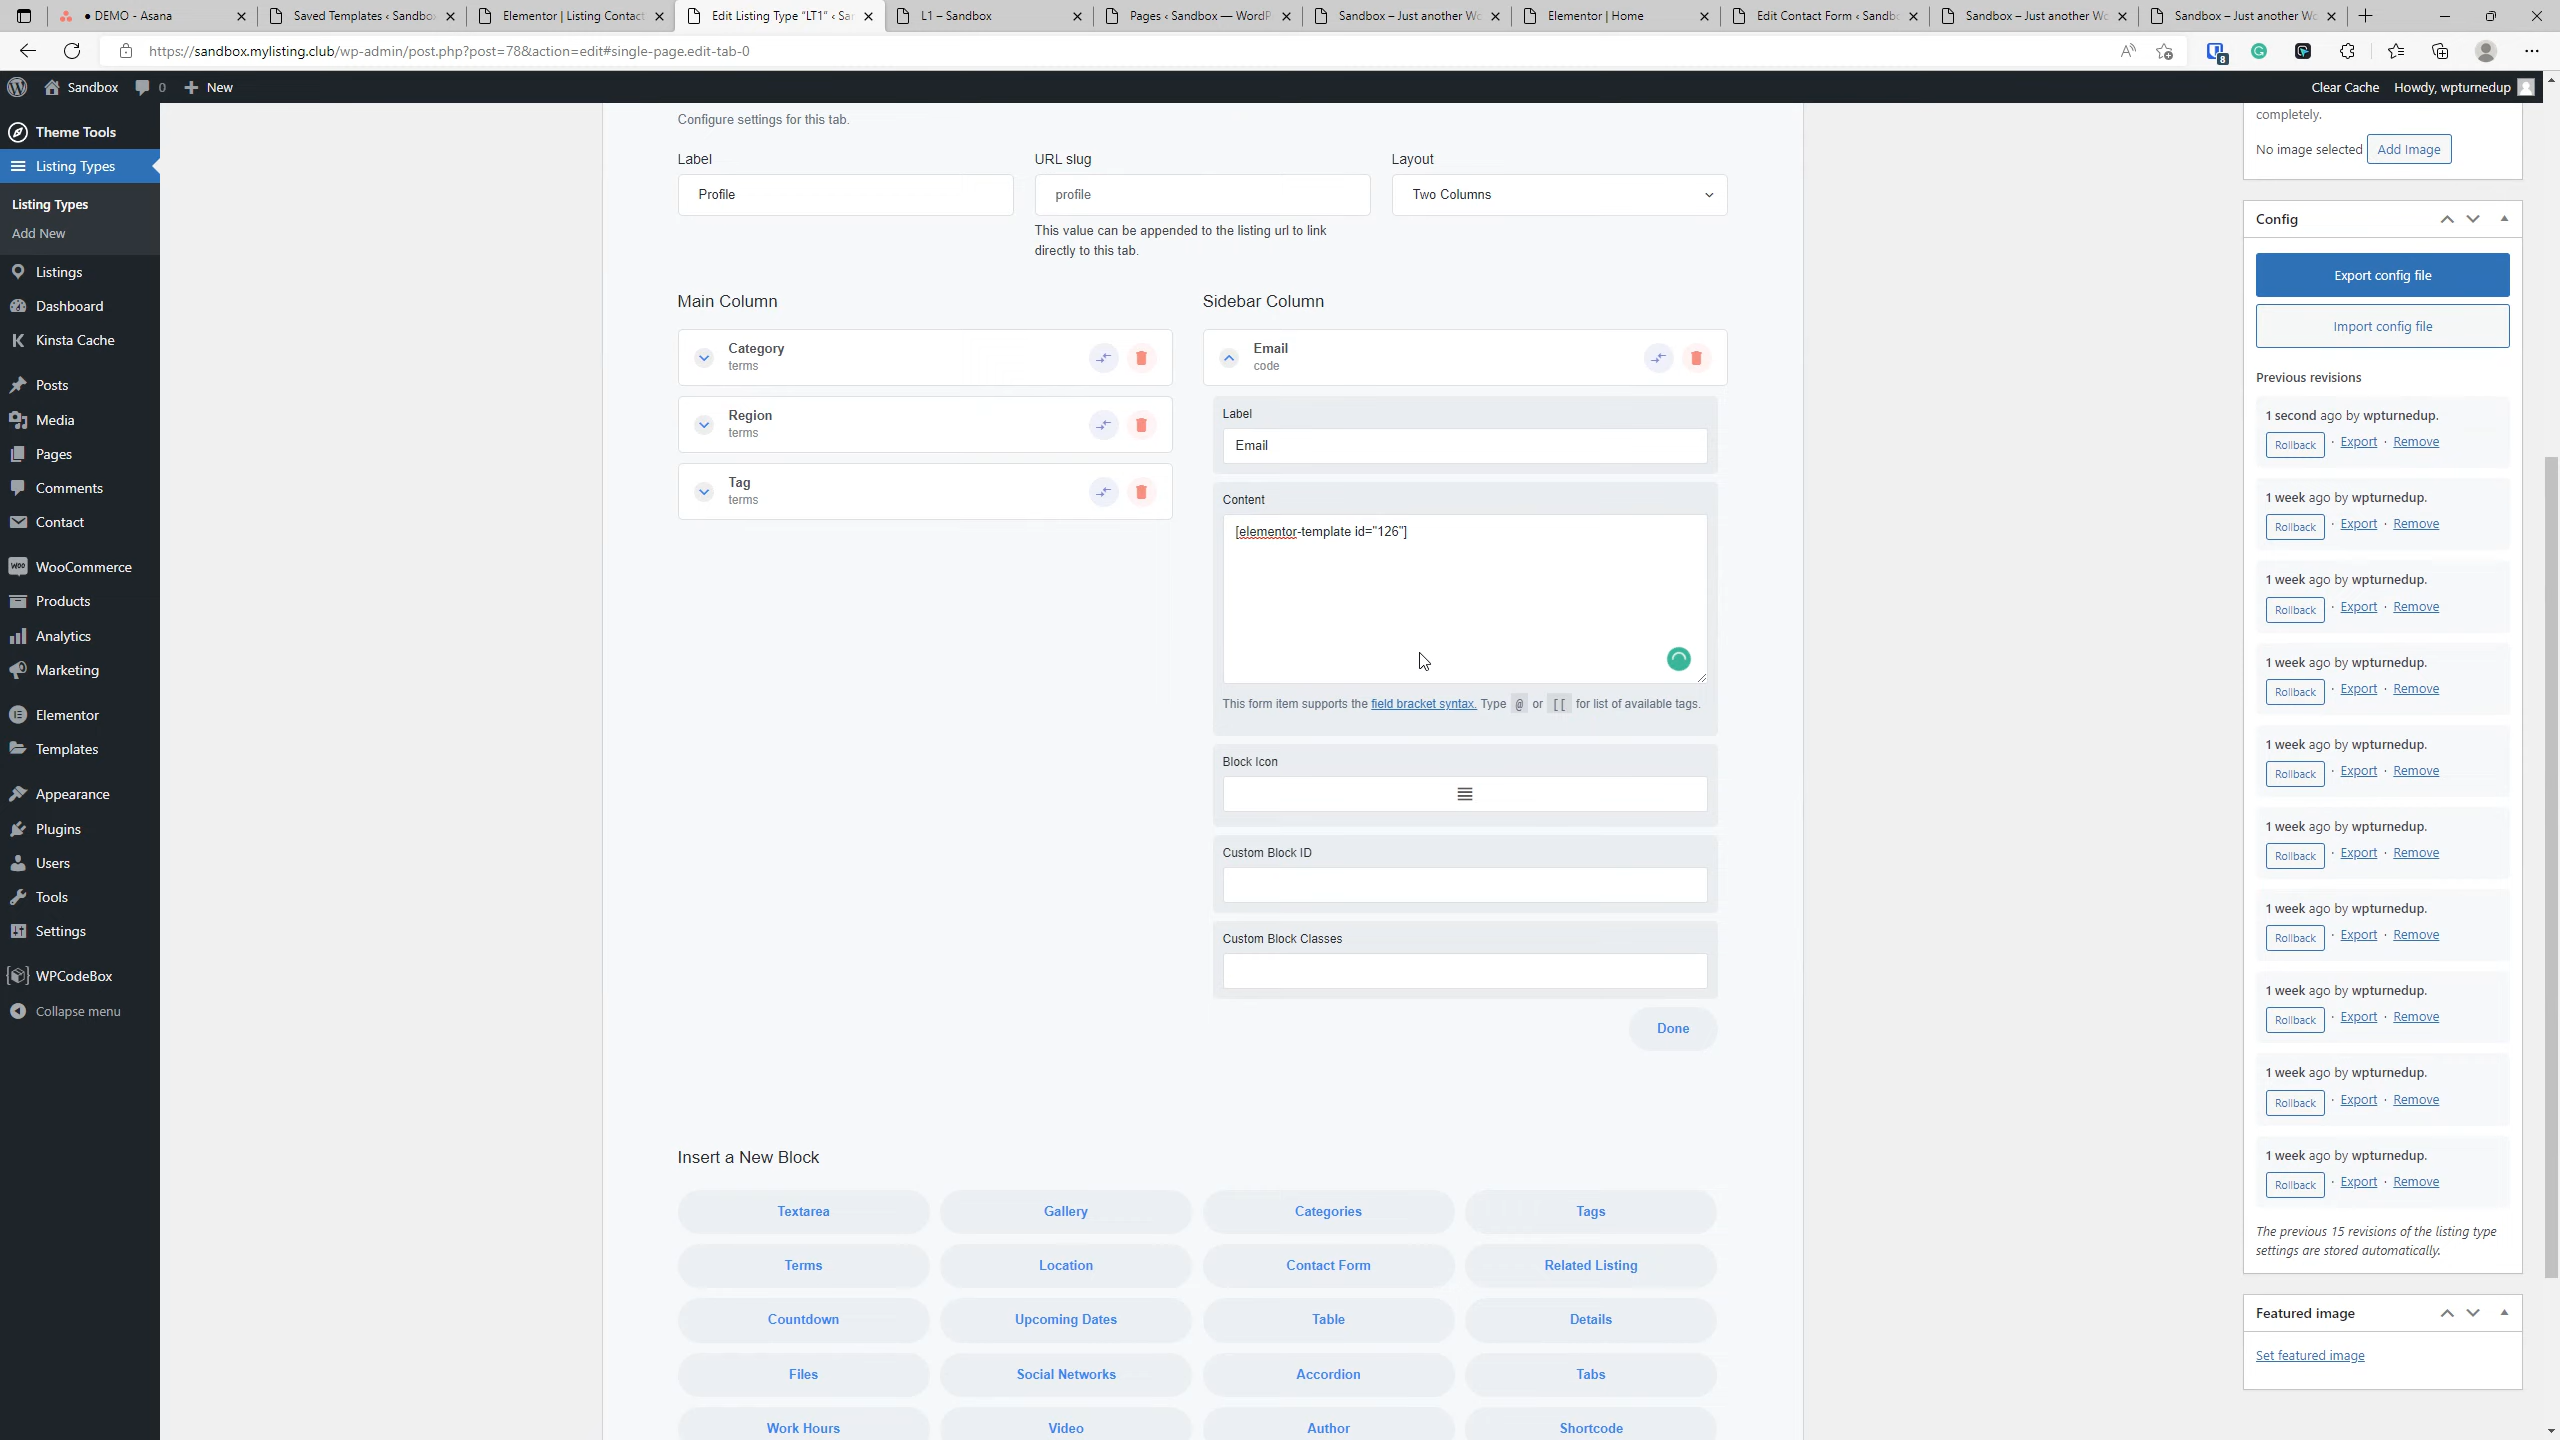 ● DEMO - Asana
Saved Templates ‹ Sandbox
Elementor | Listing Contact
Edit Listing Type "LT1" ‹ Sa
L1 – Sandbox
Pages ‹ Sandbox — WordP
Sandbox – Just another Wo
Elementor | Home
Edit Contact Form ‹ Sandb
Sandbox – Just another Wo
Sandbox – Just another Wo
https://sandbox.mylisting.club/wp-admin/post.php?post=78&action=edit#single-page.edit-tab-0
8
Sandbox
0
New
Clear Cache
Howdy, wpturnedup
Theme Tools
Listing Types
Listing Types
Add New
Listings
Dashboard
Kinsta Cache
Posts
Media
Pages
Comments
Contact
WooCommerce
Products
Analytics
Marketing
Elementor
Templates
Appearance
Plugins
Users
Tools
Settings
WPCodeBox
Collapse menu
Configure settings for this tab.
Label
Profile
URL slug
profile
This value can be appended to the listing url to link
directly to this tab.
Layout
Two Columns
Main Column
Category
terms
Region
terms
Tag
terms
Sidebar Column
Email
code
Label
Email
Content
[elementor-template id="126"]
This form item supports the field bracket syntax. Type @ or [[ for list of available tags.
Block Icon
Custom Block ID
Custom Block Classes
Done
Insert a New Block
Textarea
Gallery
Categories
Tags
Terms
Location
Contact Form
Related Listing
Countdown
Upcoming Dates
Table
Details
Files
Social Networks
Accordion
Tabs
Work Hours
Video
Author
Shortcode
completely.
No image selected
Add Image
Config
Export config file
Import config file
Previous revisions
1 second ago by wpturnedup.
Rollback · Export · Remove
1 week ago by wpturnedup.
Rollback · Export · Remove
1 week ago by wpturnedup.
Rollback · Export · Remove
1 week ago by wpturnedup.
Rollback · Export · Remove
1 week ago by wpturnedup.
Rollback · Export · Remove
1 week ago by wpturnedup.
Rollback · Export · Remove
1 week ago by wpturnedup.
Rollback · Export · Remove
1 week ago by wpturnedup.
Rollback · Export · Remove
1 week ago by wpturnedup.
Rollback · Export · Remove
1 week ago by wpturnedup.
Rollback · Export · Remove
The previous 15 revisions of the listing type
settings are stored automatically.
Featured image
Set featured image